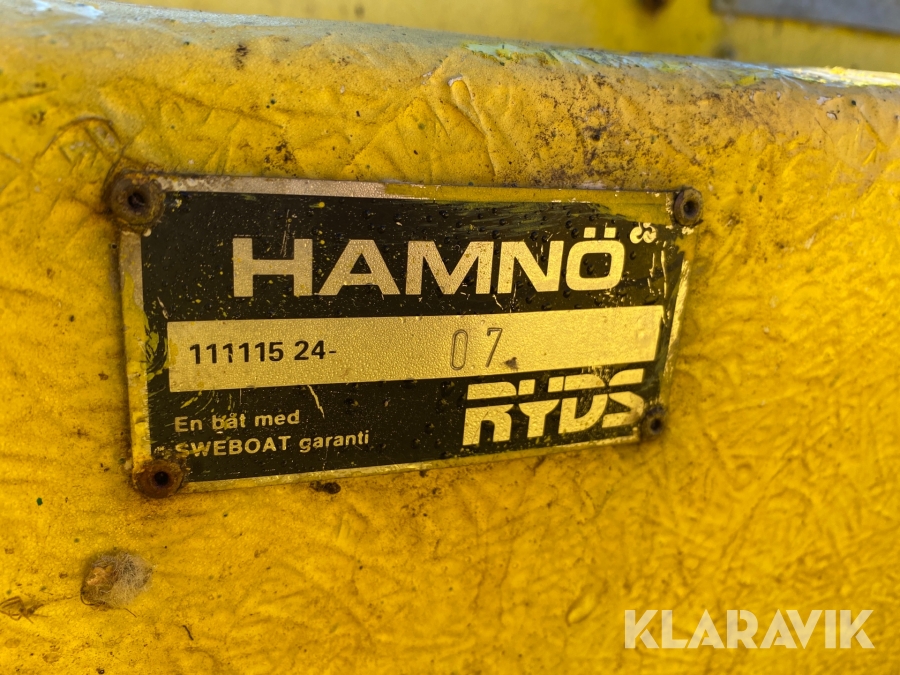 HAMNÖ
111115 24- 07
En båt med
SWEBOAT garanti
RYDS
KLARAVIK